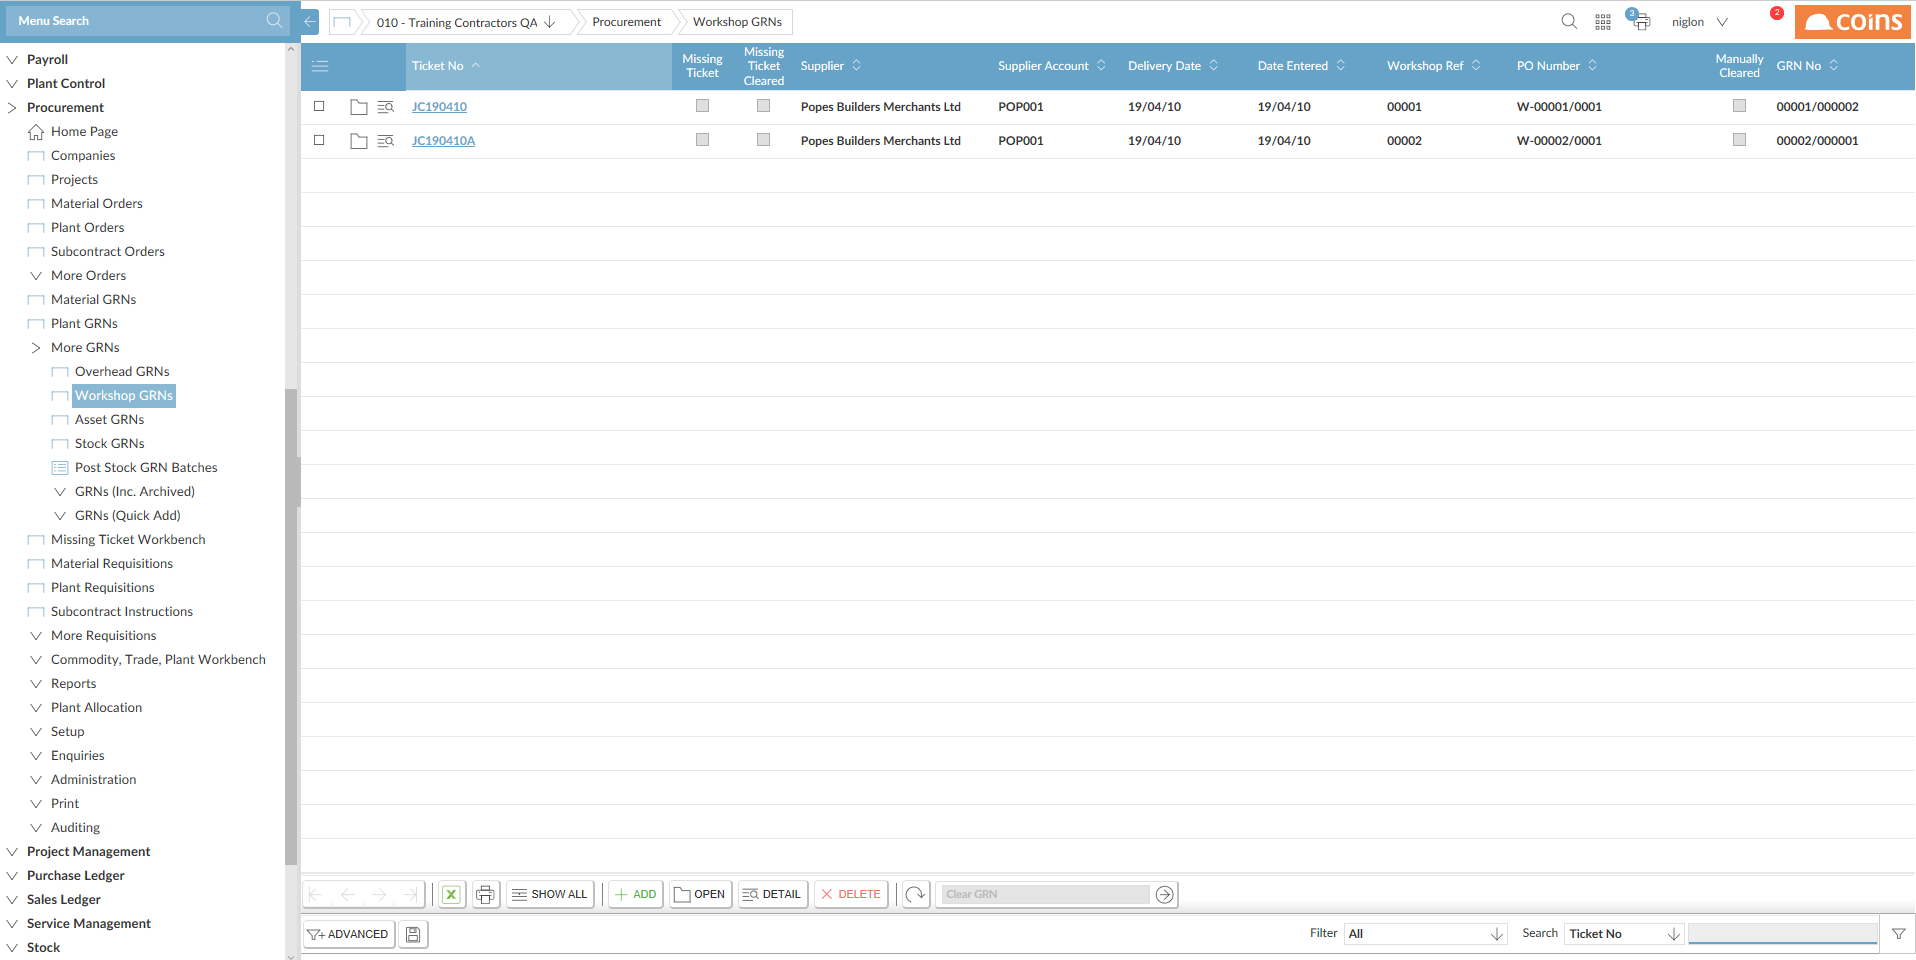 Menu Search
010 - Training Contractors QA
Procurement
Workshop GRNs
3
niglon
2
coins
Payroll
Plant Control
Procurement
Home Page
Companies
Projects
Material Orders
Plant Orders
Subcontract Orders
More Orders
Material GRNs
Plant GRNs
More GRNs
Overhead GRNs
Workshop GRNs
Asset GRNs
Stock GRNs
Post Stock GRN Batches
GRNs (Inc. Archived)
GRNs (Quick Add)
Missing Ticket Workbench
Material Requisitions
Plant Requisitions
Subcontract Instructions
More Requisitions
Commodity, Trade, Plant Workbench
Reports
Plant Allocation
Setup
Enquiries
Administration
Print
Auditing
Project Management
Purchase Ledger
Sales Ledger
Service Management
Stock
Ticket No
Missing
Ticket
Missing
Ticket
Cleared
Supplier
Supplier Account
Delivery Date
Date Entered
Workshop Ref
PO Number
Manually
Cleared
GRN No
JC190410 Popes Builders Merchants Ltd POP001 19/04/10 19/04/10 00001 W-00001/0001 00001/000002
JC190410A Popes Builders Merchants Ltd POP001 19/04/10 19/04/10 00002 W-00002/0001 00002/000001
X SHOW ALL ADD OPEN DETAIL DELETE Clear GRN
ADVANCED Filter All Search Ticket No